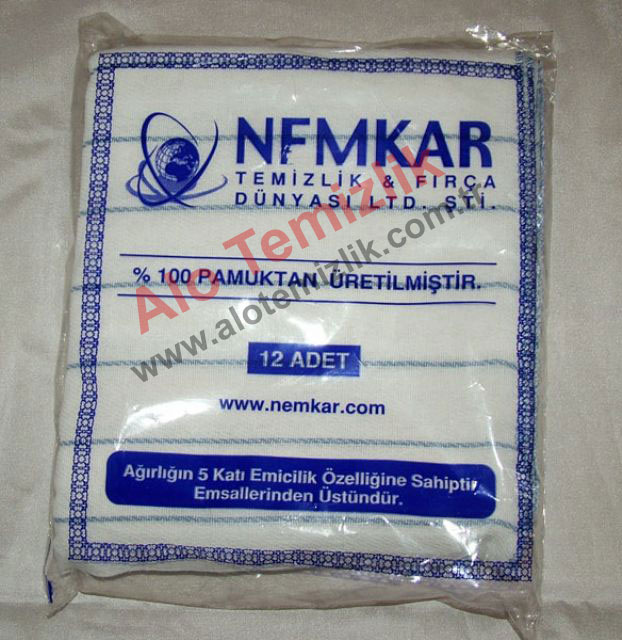 NEMKAR
TEMİZLİK & FIRÇA
DÜNYASI LTD. ŞTİ.
Alo Temizlik
www.alotemizlik.com.tr
% 100 PAMUKTAN ÜRETİLMİŞTİR.
12 ADET
www.nemkar.com
Ağırlığın 5 Katı Emicilik Özelliğine Sahiptir
Emsallerinden Üstündür.